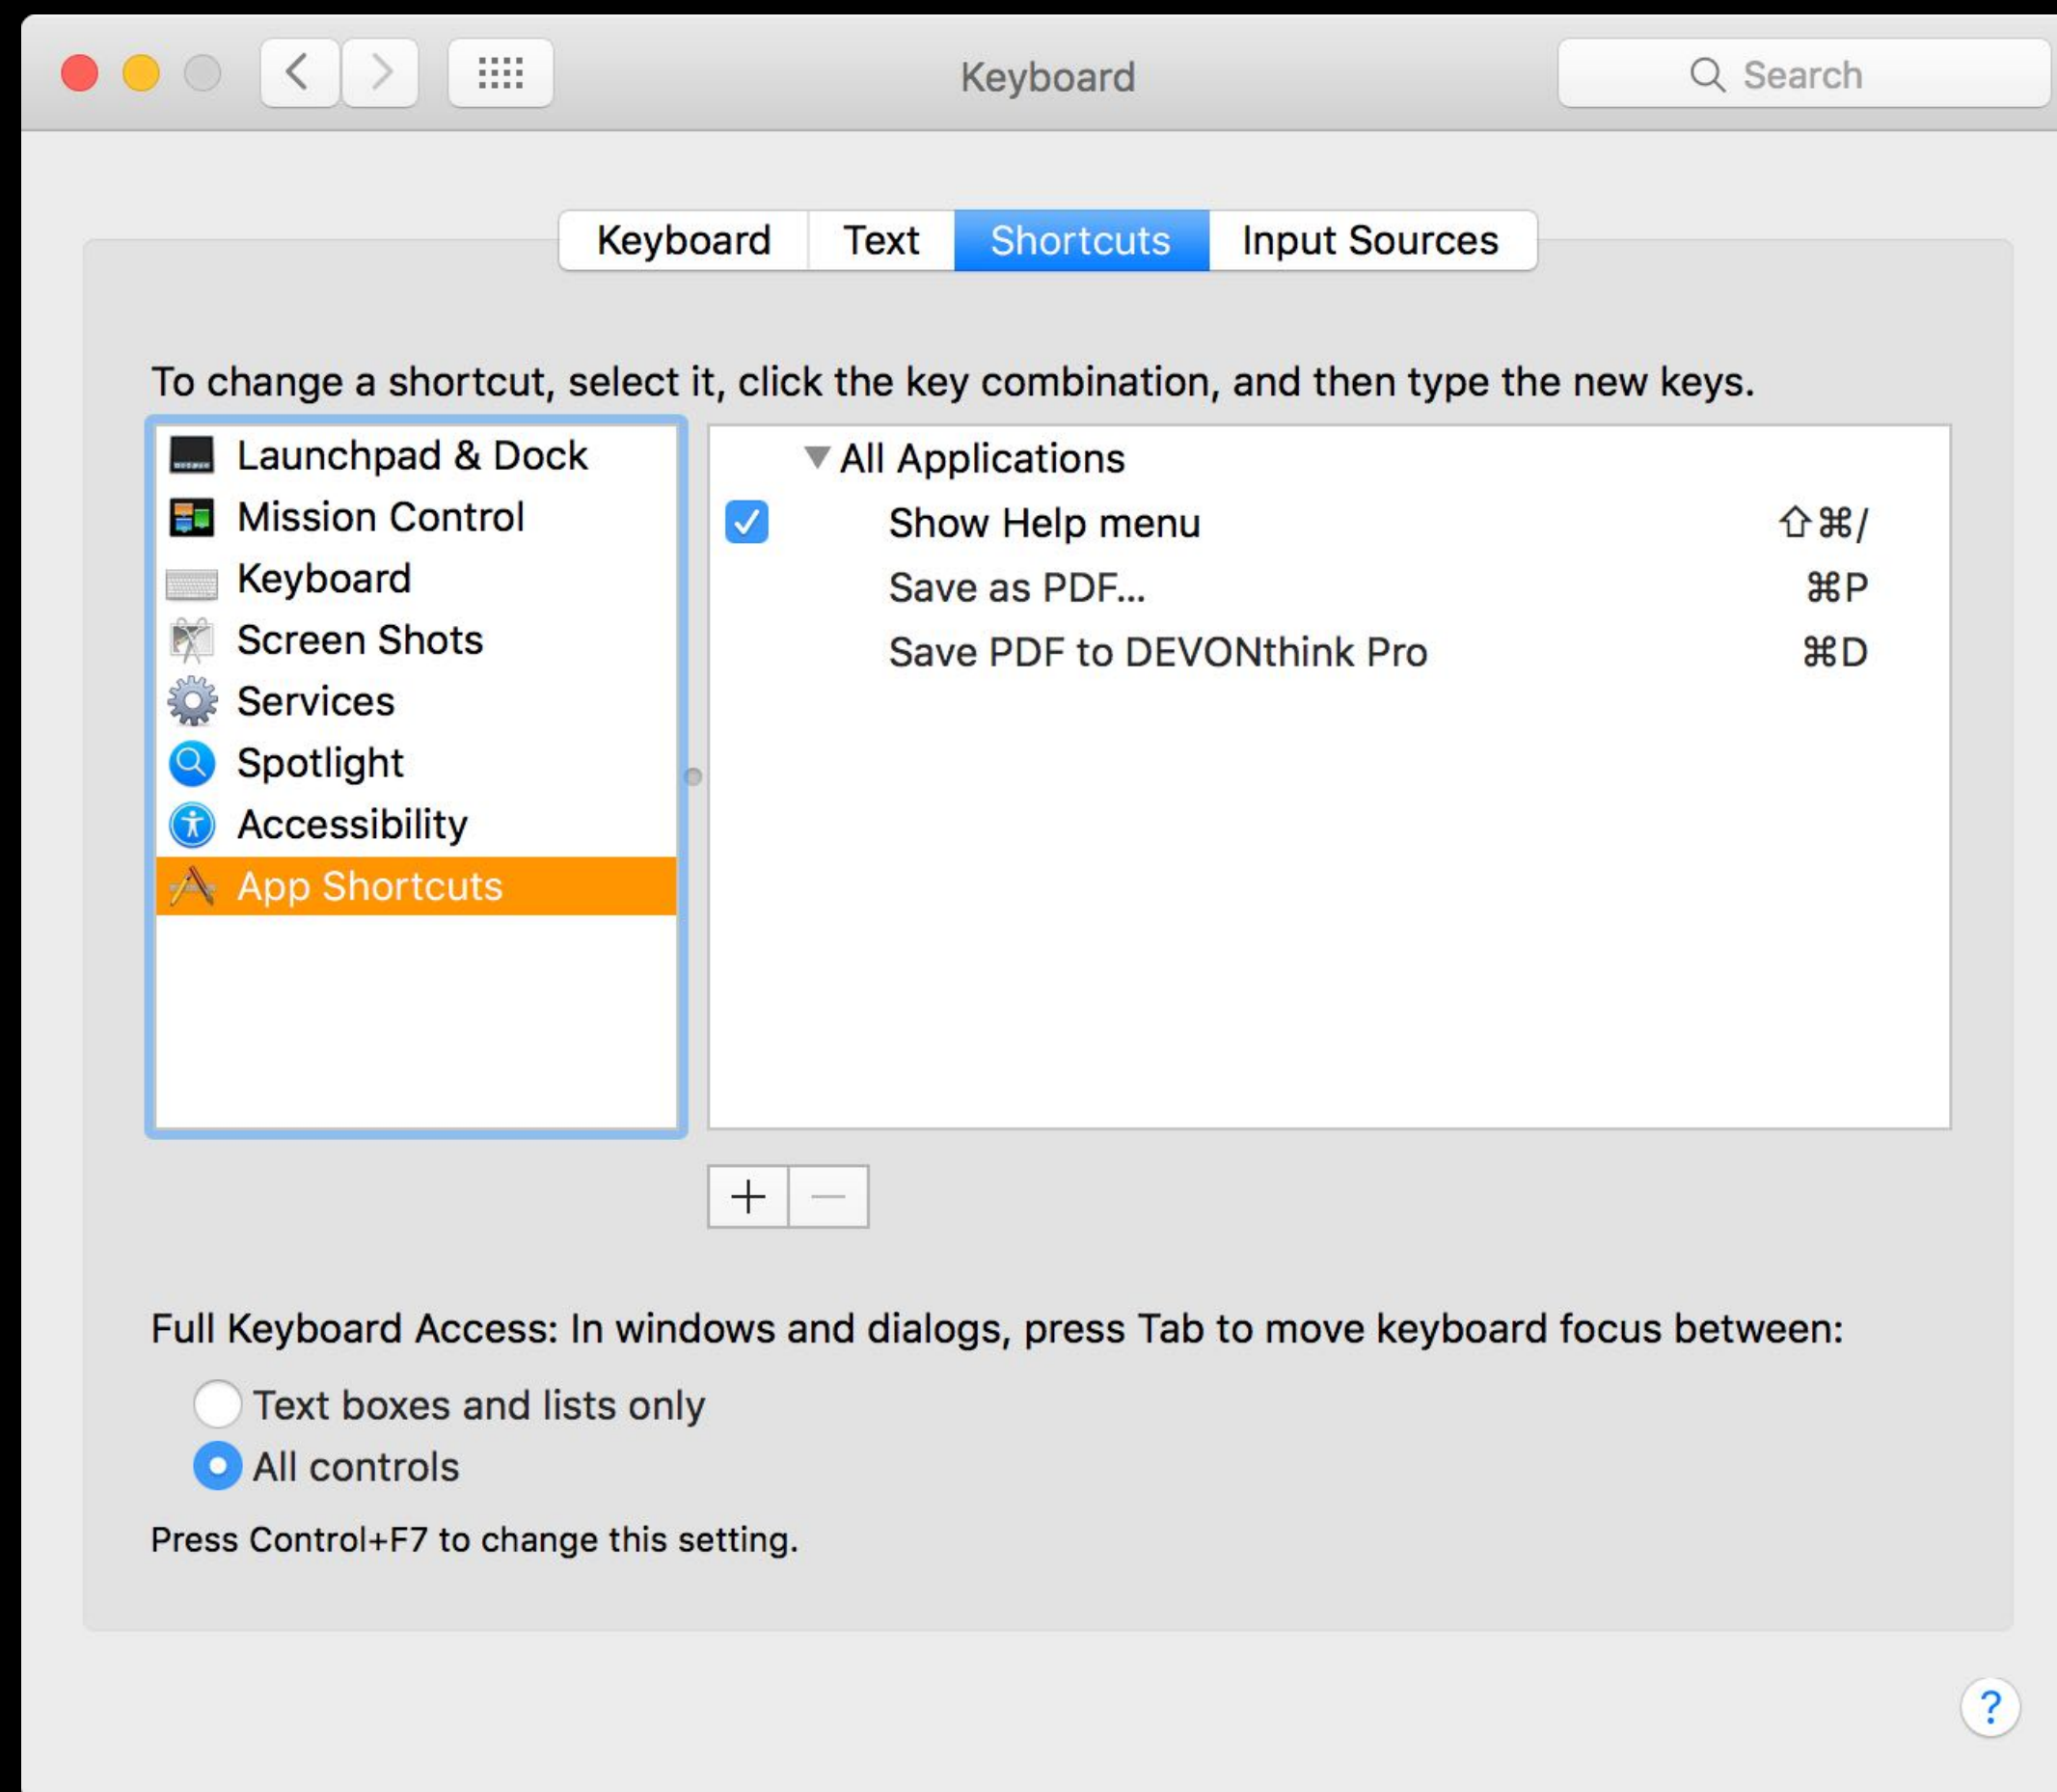 Keyboard
Search
Keyboard Text Shortcuts Input Sources
To change a shortcut, select it, click the key combination, and then type the new keys.
Launchpad & Dock
Mission Control
Keyboard
Screen Shots
Services
Spotlight
Accessibility
App Shortcuts
All Applications
Show Help menu ⇧⌘/
Save as PDF... ⌘P
Save PDF to DEVONthink Pro ⌘D
Full Keyboard Access: In windows and dialogs, press Tab to move keyboard focus between:
Text boxes and lists only
All controls
Press Control+F7 to change this setting.
?